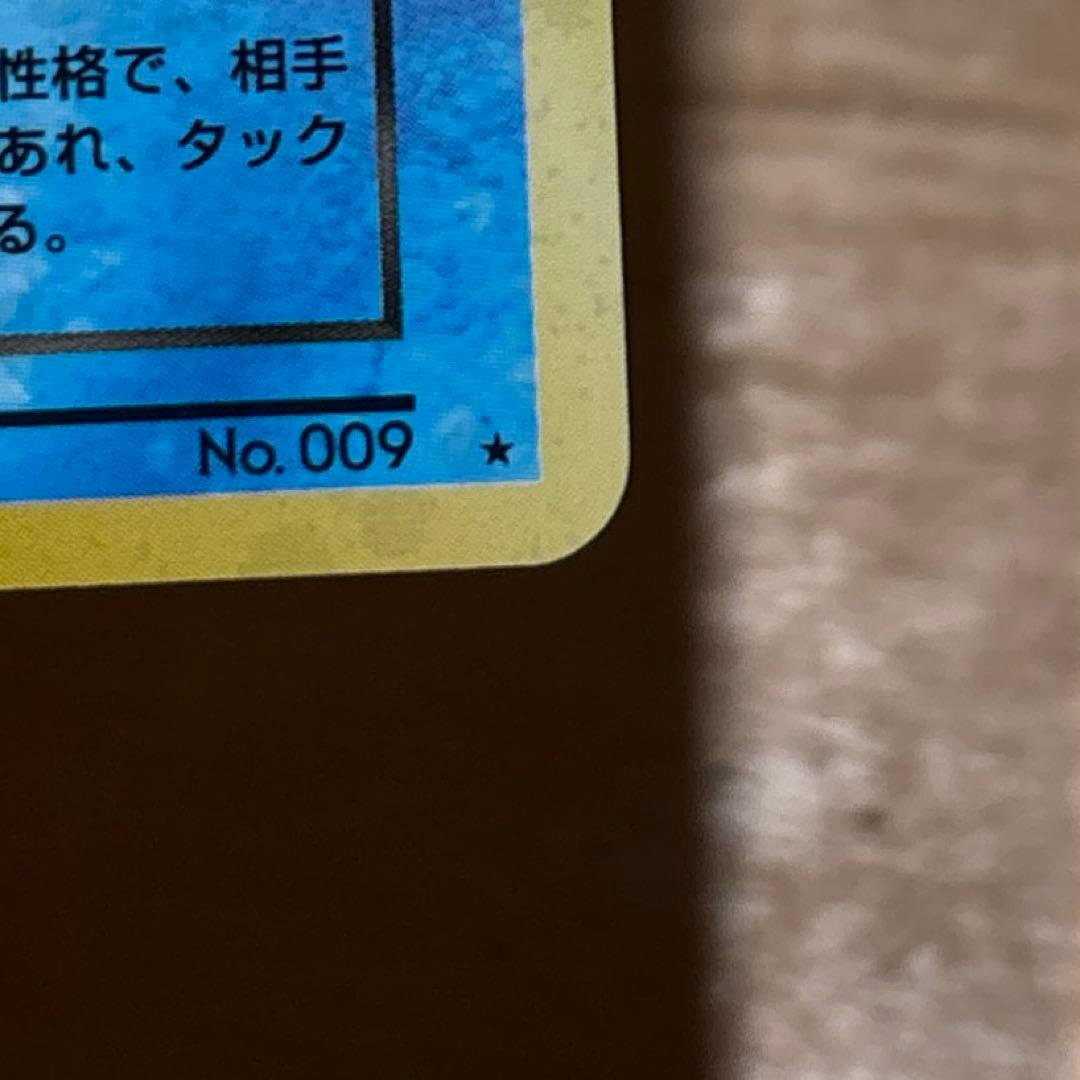 性格で、相手
あれ、タック
る。
No. 009 ★